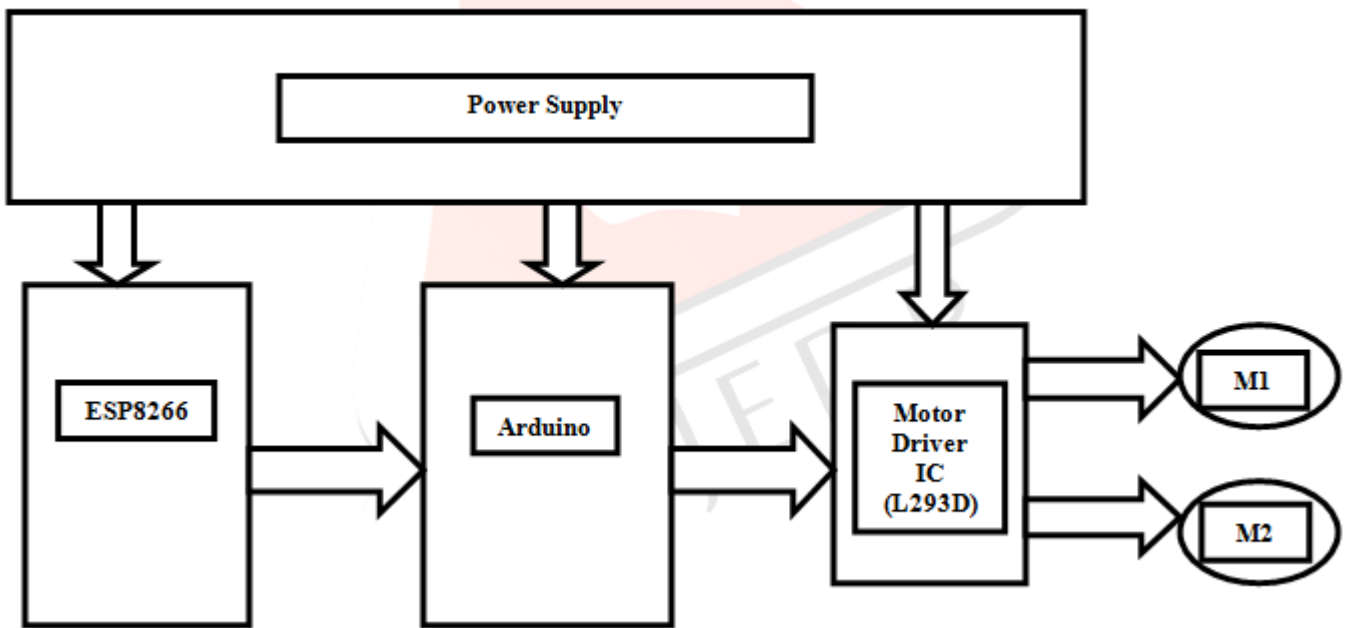 Power Supply
ESP8266
Arduino
Motor
Driver
IC
(L293D)
M1
M2